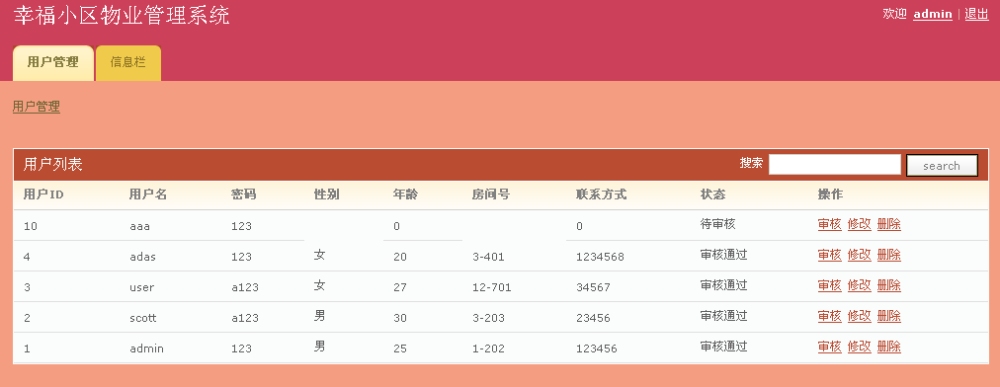 幸福小区物业管理系统
欢迎 admin | 退出
用户管理 信息栏
用户管理
用户列表 搜索 search
用户ID 用户名 密码 性别 年龄 房间号 联系方式 状态 操作
10 aaa 123 0 0 待审核 审核 修改 删除
4 adas 123 女 20 3-401 1234568 审核通过 审核 修改 删除
3 user a123 女 27 12-701 34567 审核通过 审核 修改 删除
2 scott a123 男 30 3-203 23456 审核通过 审核 修改 删除
1 admin 123 男 25 1-202 123456 审核通过 审核 修改 删除